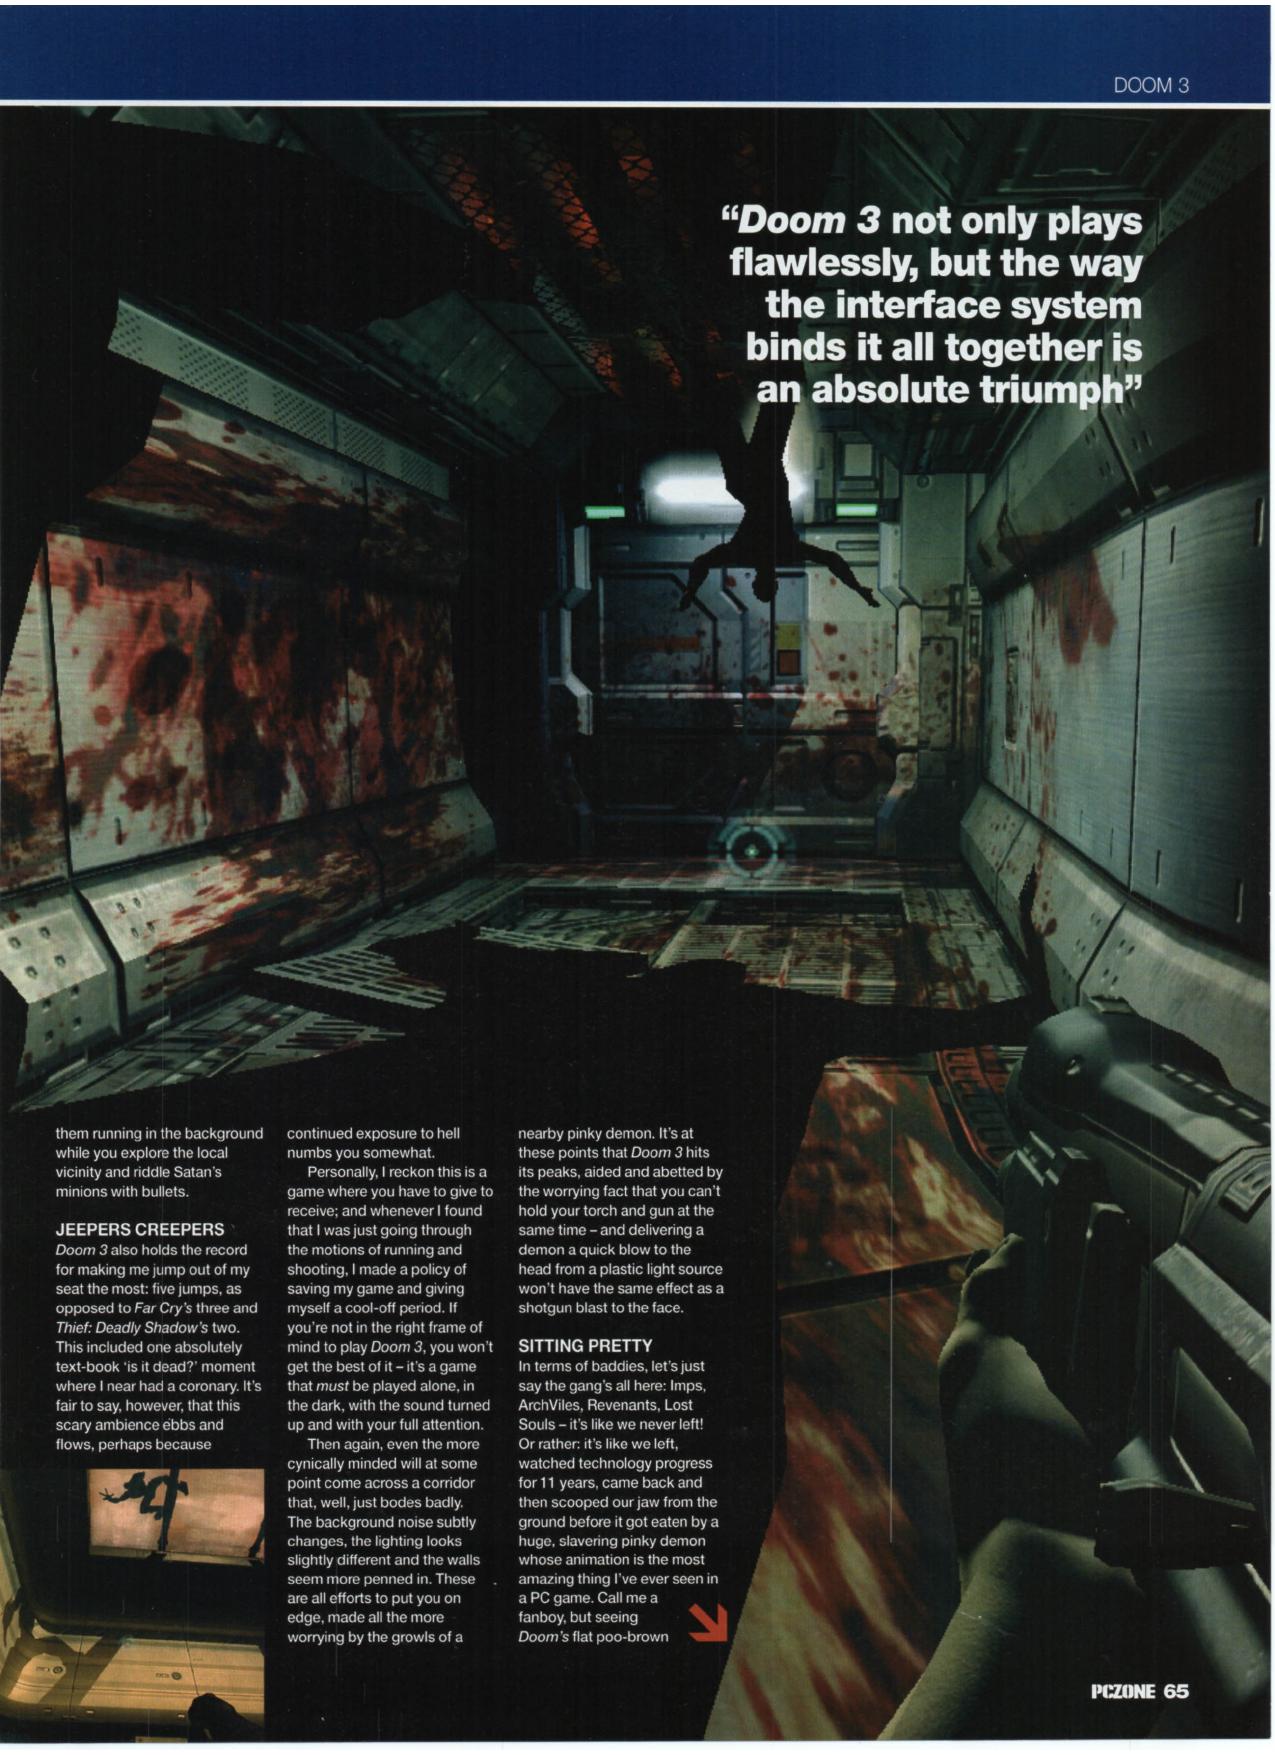 DOOM 3
“Doom 3 not only plays
flawlessly, but the way
the interface system
binds it all together is
an absolute triumph”
them running in the background
while you explore the local
vicinity and riddle Satan's
minions with bullets.
JEEPERS CREEPERS
Doom 3 also holds the record
for making me jump out of my
seat the most: five jumps, as
opposed to Far Cry's three and
Thief: Deadly Shadow's two.
This included one absolutely
text-book ‘is it dead?’ moment
where I near had a coronary. It's
fair to say, however, that this
scary ambience ebbs and
flows, perhaps because
continued exposure to hell
numbs you somewhat.
Personally, I reckon this is a
game where you have to give to
receive; and whenever I found
that I was just going through
the motions of running and
shooting, I made a policy of
saving my game and giving
myself a cool-off period. If
you're not in the right frame of
mind to play Doom 3, you won't
get the best of it – it's a game
that must be played alone, in
the dark, with the sound turned
up and with your full attention.
Then again, even the more
cynically minded will at some
point come across a corridor
that, well, just bodes badly.
The background noise subtly
changes, the lighting looks
slightly different and the walls
seem more penned in. These
are all efforts to put you on
edge, made all the more
worrying by the growls of a
nearby pinky demon. It's at
these points that Doom 3 hits
its peaks, aided and abetted by
the worrying fact that you can't
hold your torch and gun at the
same time – and delivering a
demon a quick blow to the
head from a plastic light source
won't have the same effect as a
shotgun blast to the face.
SITTING PRETTY
In terms of baddies, let's just
say the gang's all here: Imps,
ArchViles, Revenants, Lost
Souls – it's like we never left!
Or rather: it's like we left,
watched technology progress
for 11 years, came back and
then scooped our jaw from the
ground before it got eaten by a
huge, slavering pinky demon
whose animation is the most
amazing thing I've ever seen in
a PC game. Call me a
fanboy, but seeing
Doom's flat poo-brown
PCZONE 65